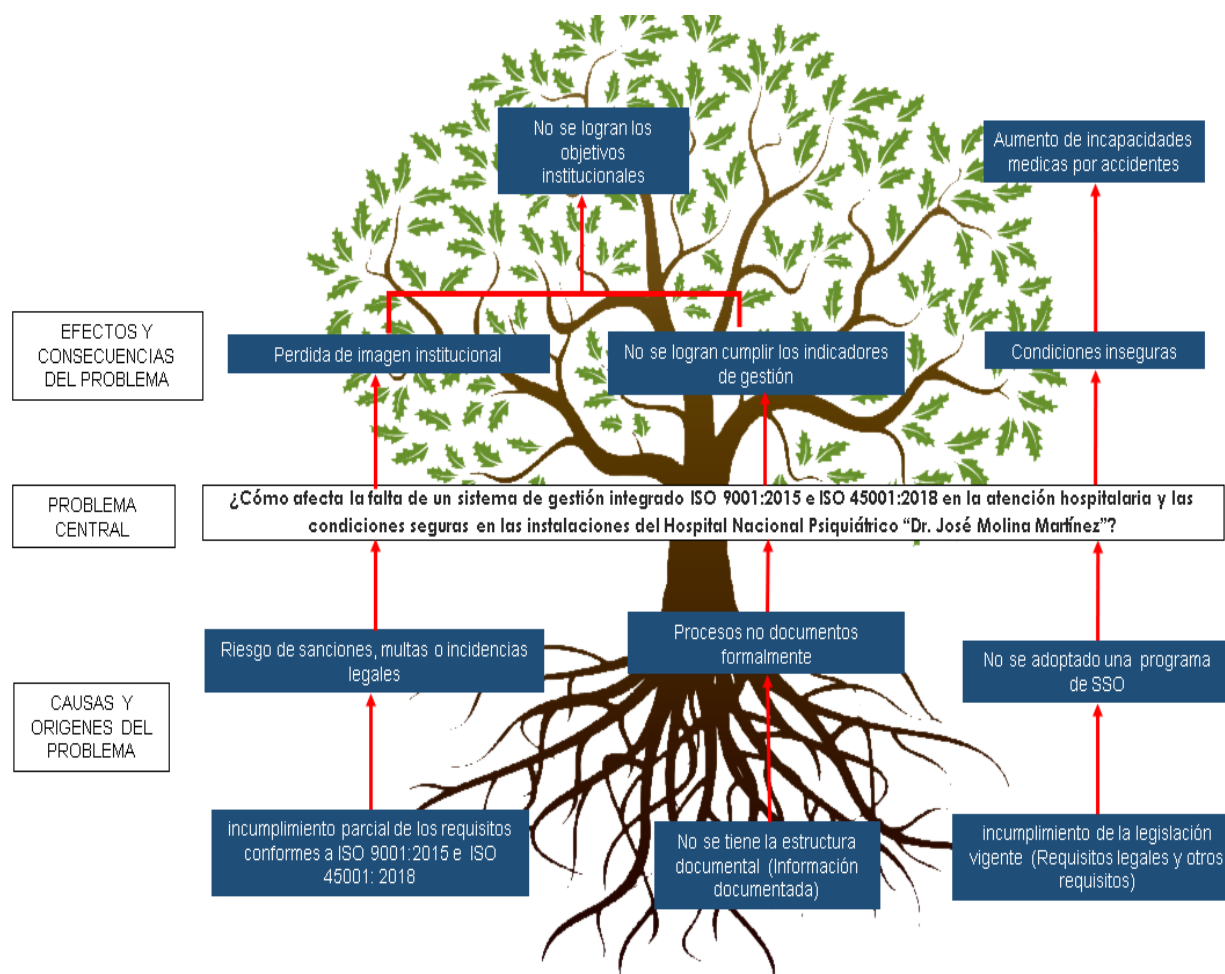 No se logran los
objetivos
institucionales
Aumento de incapacidades
medicas por accidentes
EFECTOS Y
CONSECUENCIAS
DEL PROBLEMA
Perdida de imagen institucional
No se logran cumplir los indicadores
de gestión
Condiciones inseguras
PROBLEMA
CENTRAL
¿Cómo afecta la falta de un sistema de gestión integrado ISO 9001:2015 e ISO 45001:2018 en la atención hospitalaria y las
condiciones seguras en las instalaciones del Hospital Nacional Psiquiátrico “Dr. José Molina Martínez”?
Riesgo de sanciones, multas o incidencias
legales
Procesos no documentos
formalmente
No se adoptado una programa
de SSO
CAUSAS Y
ORIGENES DEL
PROBLEMA
incumplimiento parcial de los requisitos
conformes a ISO 9001:2015 e ISO
45001: 2018
No se tiene la estructura
documental (Información
documentada)
incumplimiento de la legislación
vigente (Requisitos legales y otros
requisitos)